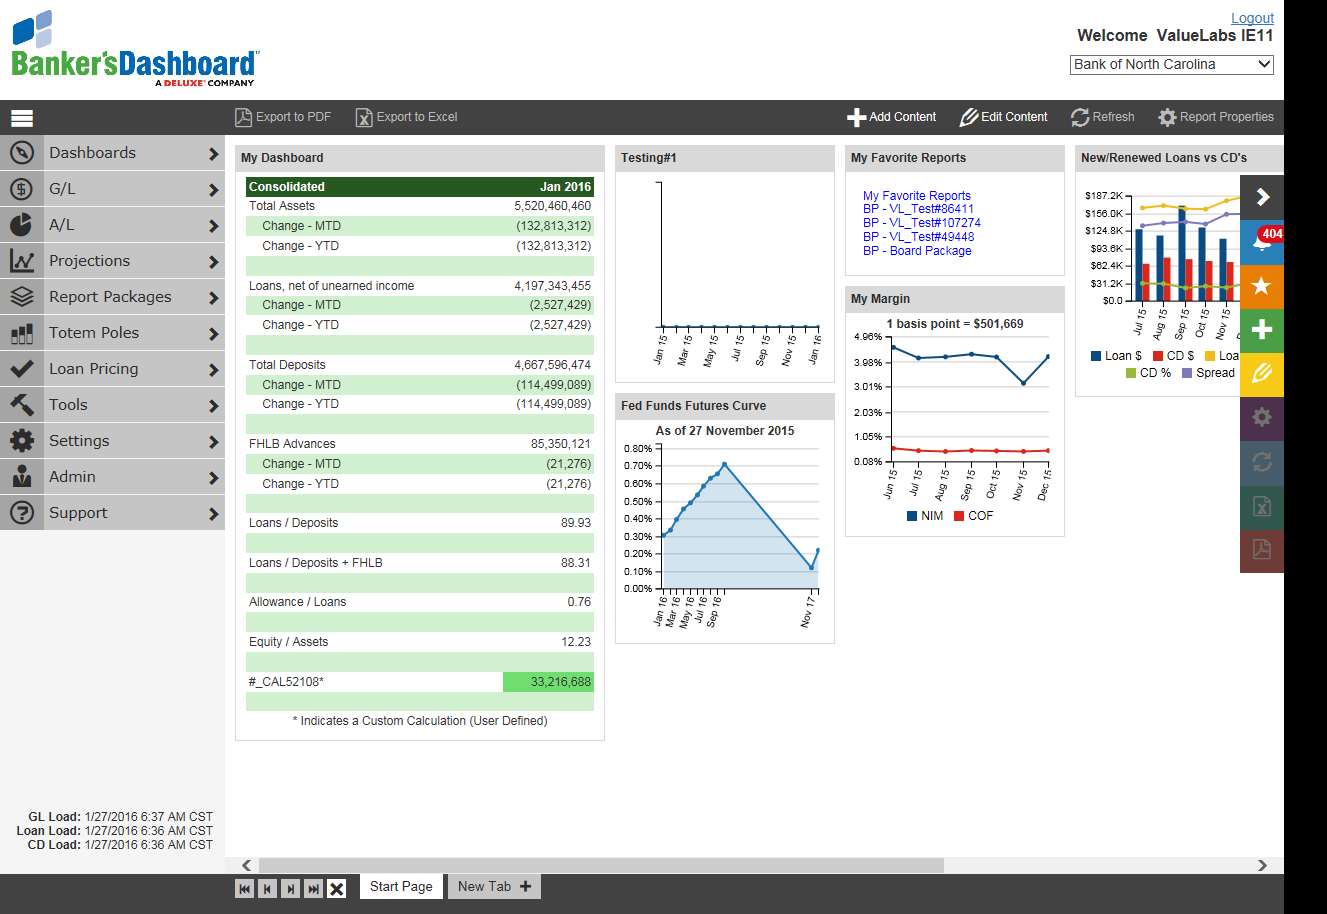 Logout
Welcome ValueLabs IE11
Banker'sDashboard
A DELUXE COMPANY
Bank of North Carolina
Export to PDF Export to Excel Add Content Edit Content Refresh Report Properties
Dashboards
G/L
A/L
Projections
Report Packages
Totem Poles
Loan Pricing
Tools
Settings
Admin
Support
GL Load: 1/27/2016 6:37 AM CST
Loan Load: 1/27/2016 6:36 AM CST
CD Load: 1/27/2016 6:36 AM CST
My Dashboard
Consolidated Jan 2016
Total Assets 5,520,460,460
Change - MTD (132,813,312)
Change - YTD (132,813,312)
Loans, net of unearned income 4,197,343,455
Change - MTD (2,527,429)
Change - YTD (2,527,429)
Total Deposits 4,667,596,474
Change - MTD (114,499,089)
Change - YTD (114,499,089)
FHLB Advances 85,350,121
Change - MTD (21,276)
Change - YTD (21,276)
Loans / Deposits 89.93
Loans / Deposits + FHLB 88.31
Allowance / Loans 0.76
Equity / Assets 12.23
#_CAL52108* 33,216,688
* Indicates a Custom Calculation (User Defined)
Testing#1
Jan 15 Mar 15 May 15 Jul 15 Sep 15 Nov 15 Jan 16
Fed Funds Futures Curve
As of 27 November 2015
0.80%
0.70%
0.60%
0.50%
0.40%
0.30%
0.20%
0.10%
0.00%
Jan 16 Mar 16 May 16 Jul 16 Sep 16 Nov 17
My Favorite Reports
My Favorite Reports
BP - VL_Test#86411
BP - VL_Test#107274
BP - VL_Test#49448
BP - Board Package
My Margin
1 basis point = $501,669
4.96%
3.98%
3.01%
2.03%
1.05%
0.08%
Jun 15 Jul 15 Aug 15 Sep 15 Oct 15 Nov 15 Dec 15
NIM COF
New/Renewed Loans vs CD's
$187.2K
$156.0K
$124.8K
$93.6K
$62.4K
$31.2K
$0.0
Jul 15 Aug 15 Sep 15 Oct 15 Nov 15
Loan $ CD $ Loa
CD % Spread
404
Start Page New Tab